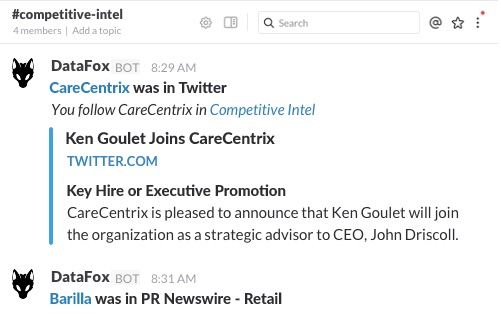 #competitive-intel
4 members | Add a topic
Search
DataFox BOT 8:29 AM
CareCentrix was in Twitter
You follow CareCentrix in Competitive Intel
Ken Goulet Joins CareCentrix
TWITTER.COM
Key Hire or Executive Promotion
CareCentrix is pleased to announce that Ken Goulet will join
the organization as a strategic advisor to CEO, John Driscoll.
DataFox BOT 8:31 AM
Barilla was in PR Newswire - Retail